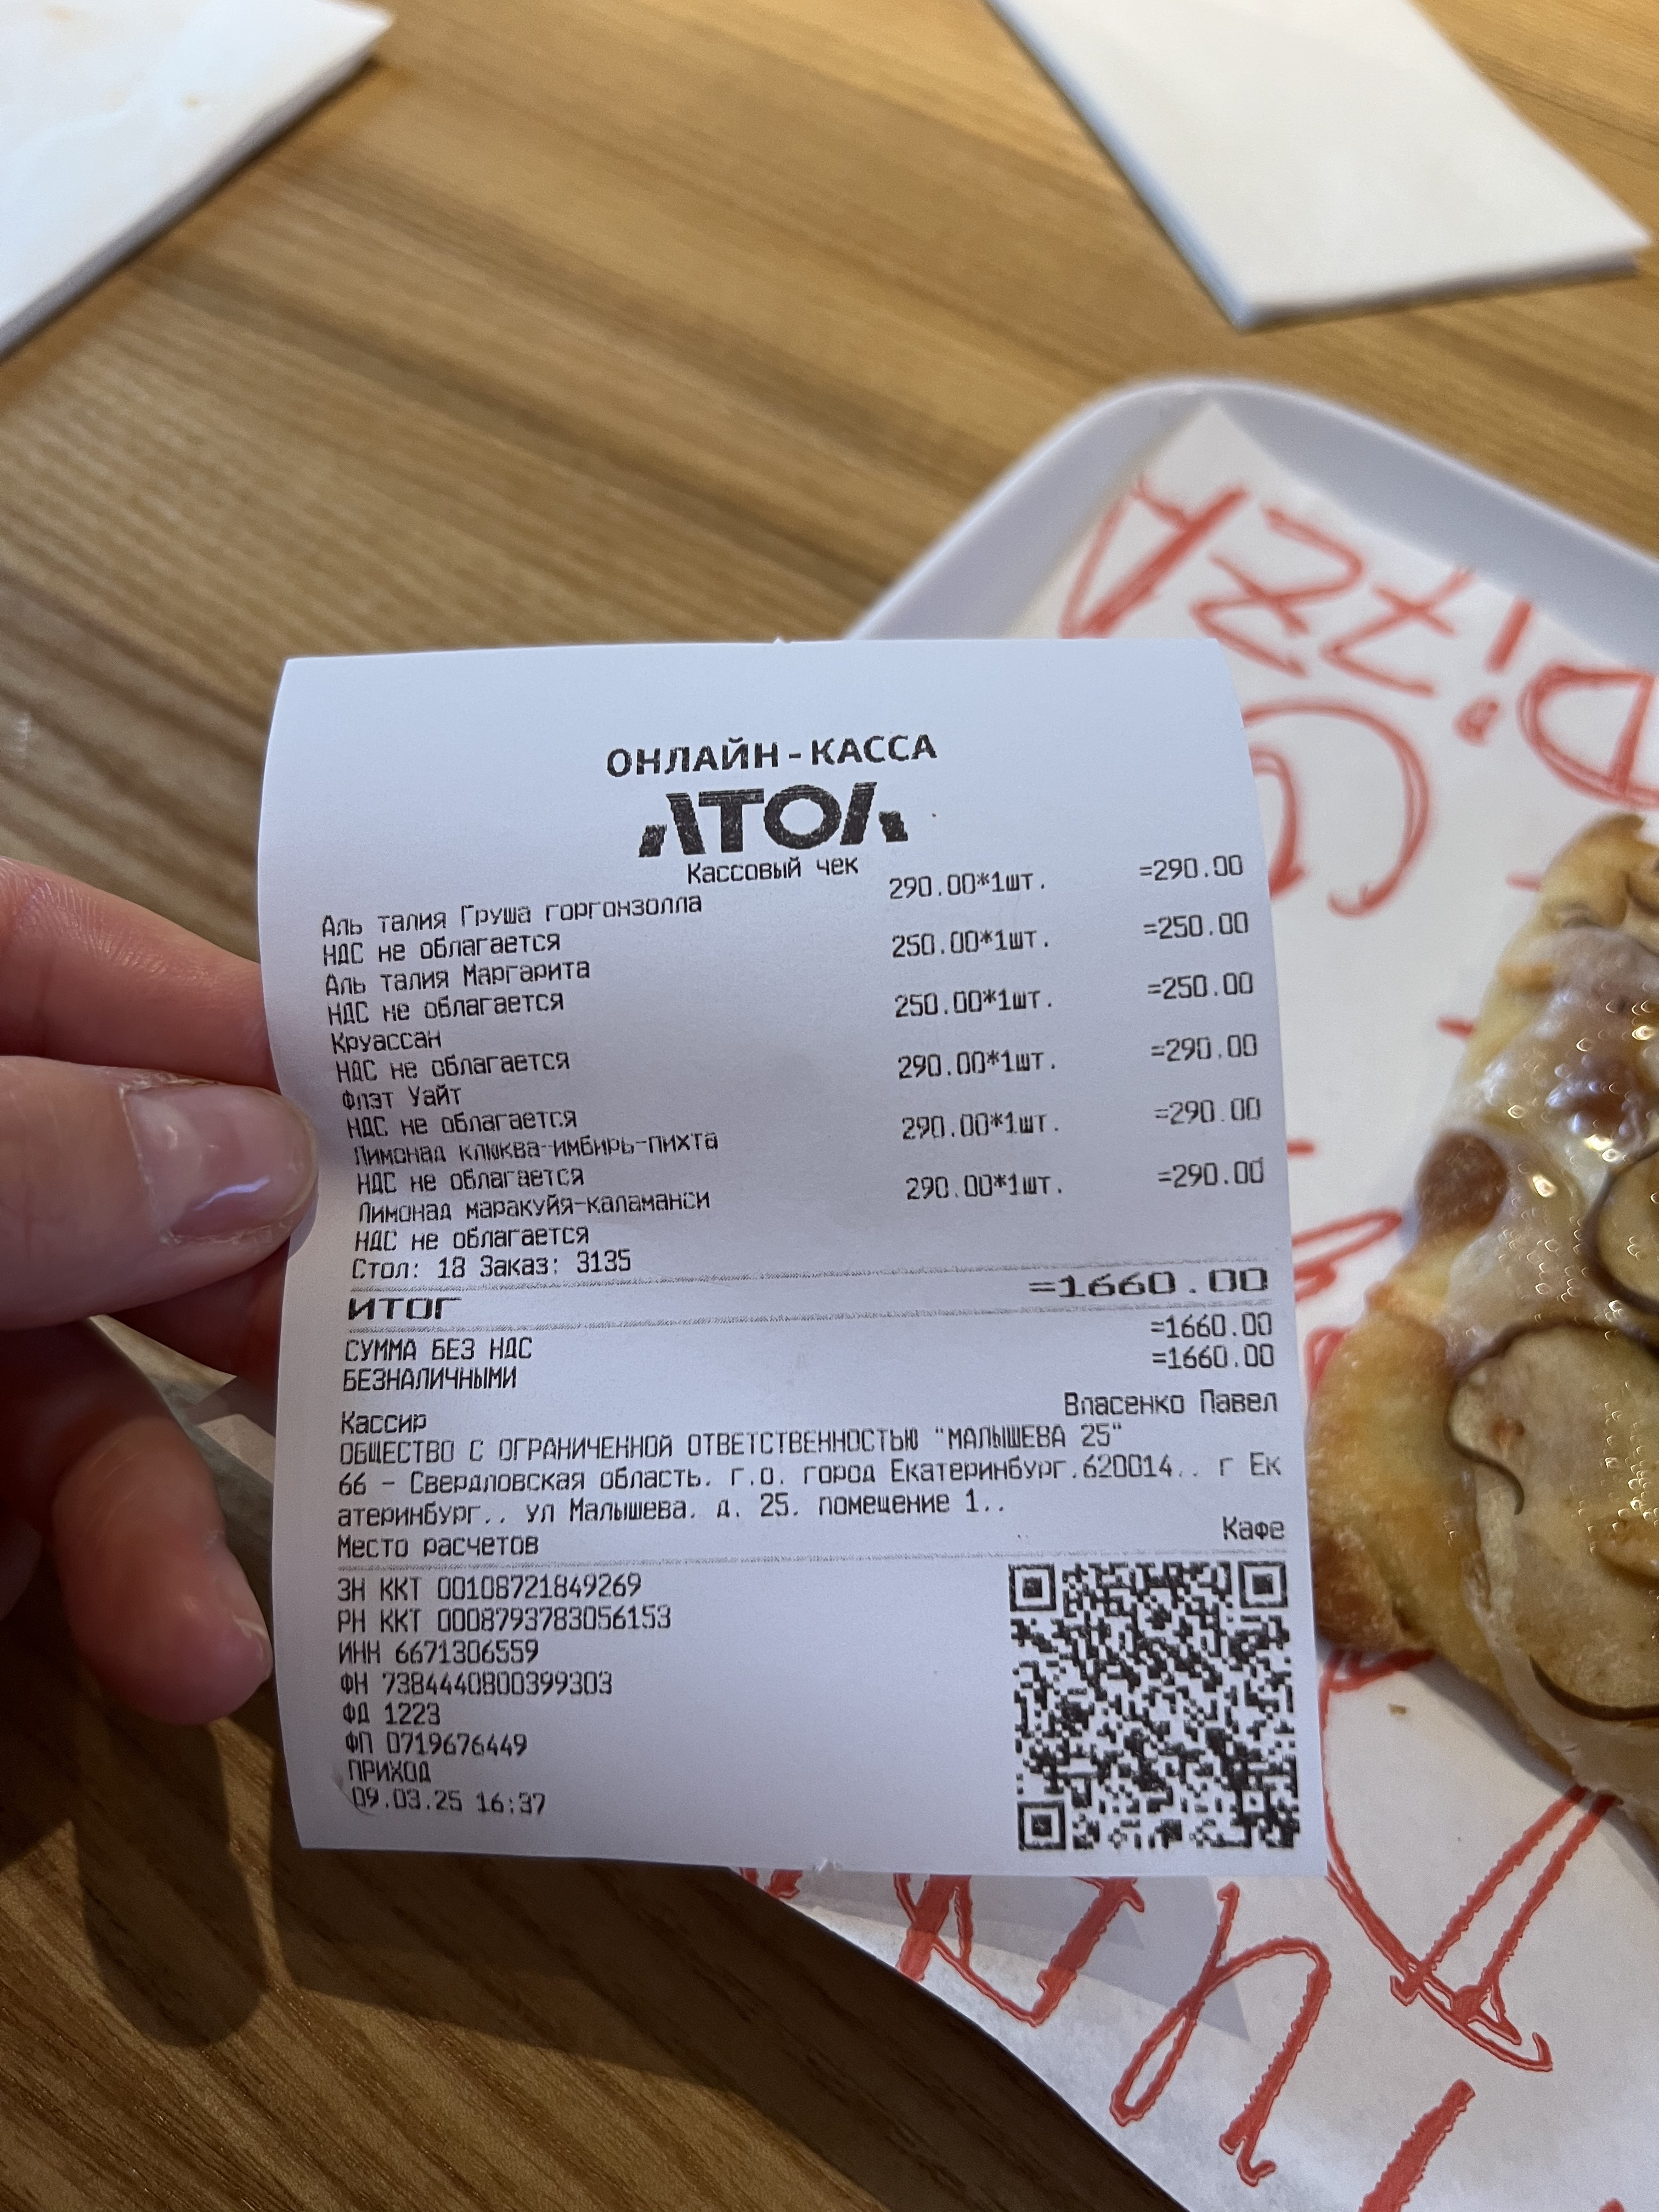 ОНЛАЙН-КАССА
АТОЛ
Кассовый чек
Аль талия Груша горгонзолла 290.00*1шт. =290.00
НДС не облагается
Аль талия Маргарита 250.00*1шт. =250.00
НДС не облагается
Круассан 250.00*1шт. =250.00
НДС не облагается
Флэт Уайт 290.00*1шт. =290.00
НДС не облагается
Лимонад клюква-имбирь-пихта 290.00*1шт. =290.00
НДС не облагается
Лимонад маракуйя-каламанси 290.00*1шт. =290.00
НДС не облагается
Стол: 18 Заказ: 3135
ИТОГ =1660.00
СУММА БЕЗ НДС =1660.00
БЕЗНАЛИЧНЫМИ =1660.00
Кассир Власенко Павел
ОБЩЕСТВО С ОГРАНИЧЕННОЙ ОТВЕТСТВЕННОСТЬЮ "МАЛЫШЕВА 25"
66 - Свердловская область, г.о. город Екатеринбург,620014,, г Ек
атеринбург,, ул Малышева, д. 25, помещение 1,,
Место расчетов Кафе
ЗН ККТ 00108721849269
РН ККТ 0008793783056153
ИНН 6671306559
ФН 7384440800399303
ФД 1223
ФП 0719676449
ПРИХОД
09.03.25 16:37
PiZZA